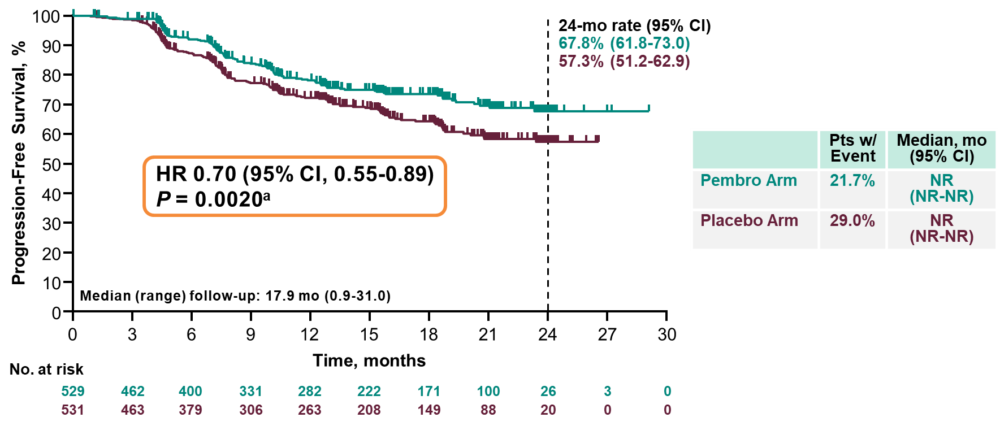 Progression-Free Survival, %
100
90
80
70
60
50
40
30
20
10
0
24-mo rate (95% CI)
67.8% (61.8-73.0)
57.3% (51.2-62.9)
HR 0.70 (95% CI, 0.55-0.89)
P = 0.0020a
Median (range) follow-up: 17.9 mo (0.9-31.0)
0 3 6 9 12 15 18 21 24 27 30
Time, months
No. at risk
529 462 400 331 282 222 171 100 26 3 0
531 463 379 306 263 208 149 88 20 0 0
Pts w/ Median, mo
Event (95% CI)
Pembro Arm 21.7% NR
(NR-NR)
Placebo Arm 29.0% NR
(NR-NR)